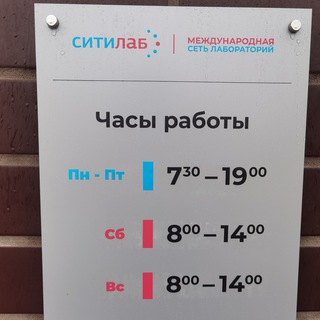 СИТИЛАБ
МЕЖДУНАРОДНАЯ
СЕТЬ ЛАБОРАТОРИЙ
Часы работы
Пн - Пт 7³⁰ – 19⁰⁰
Сб 8⁰⁰ – 14⁰⁰
Вс 8⁰⁰ – 14⁰⁰